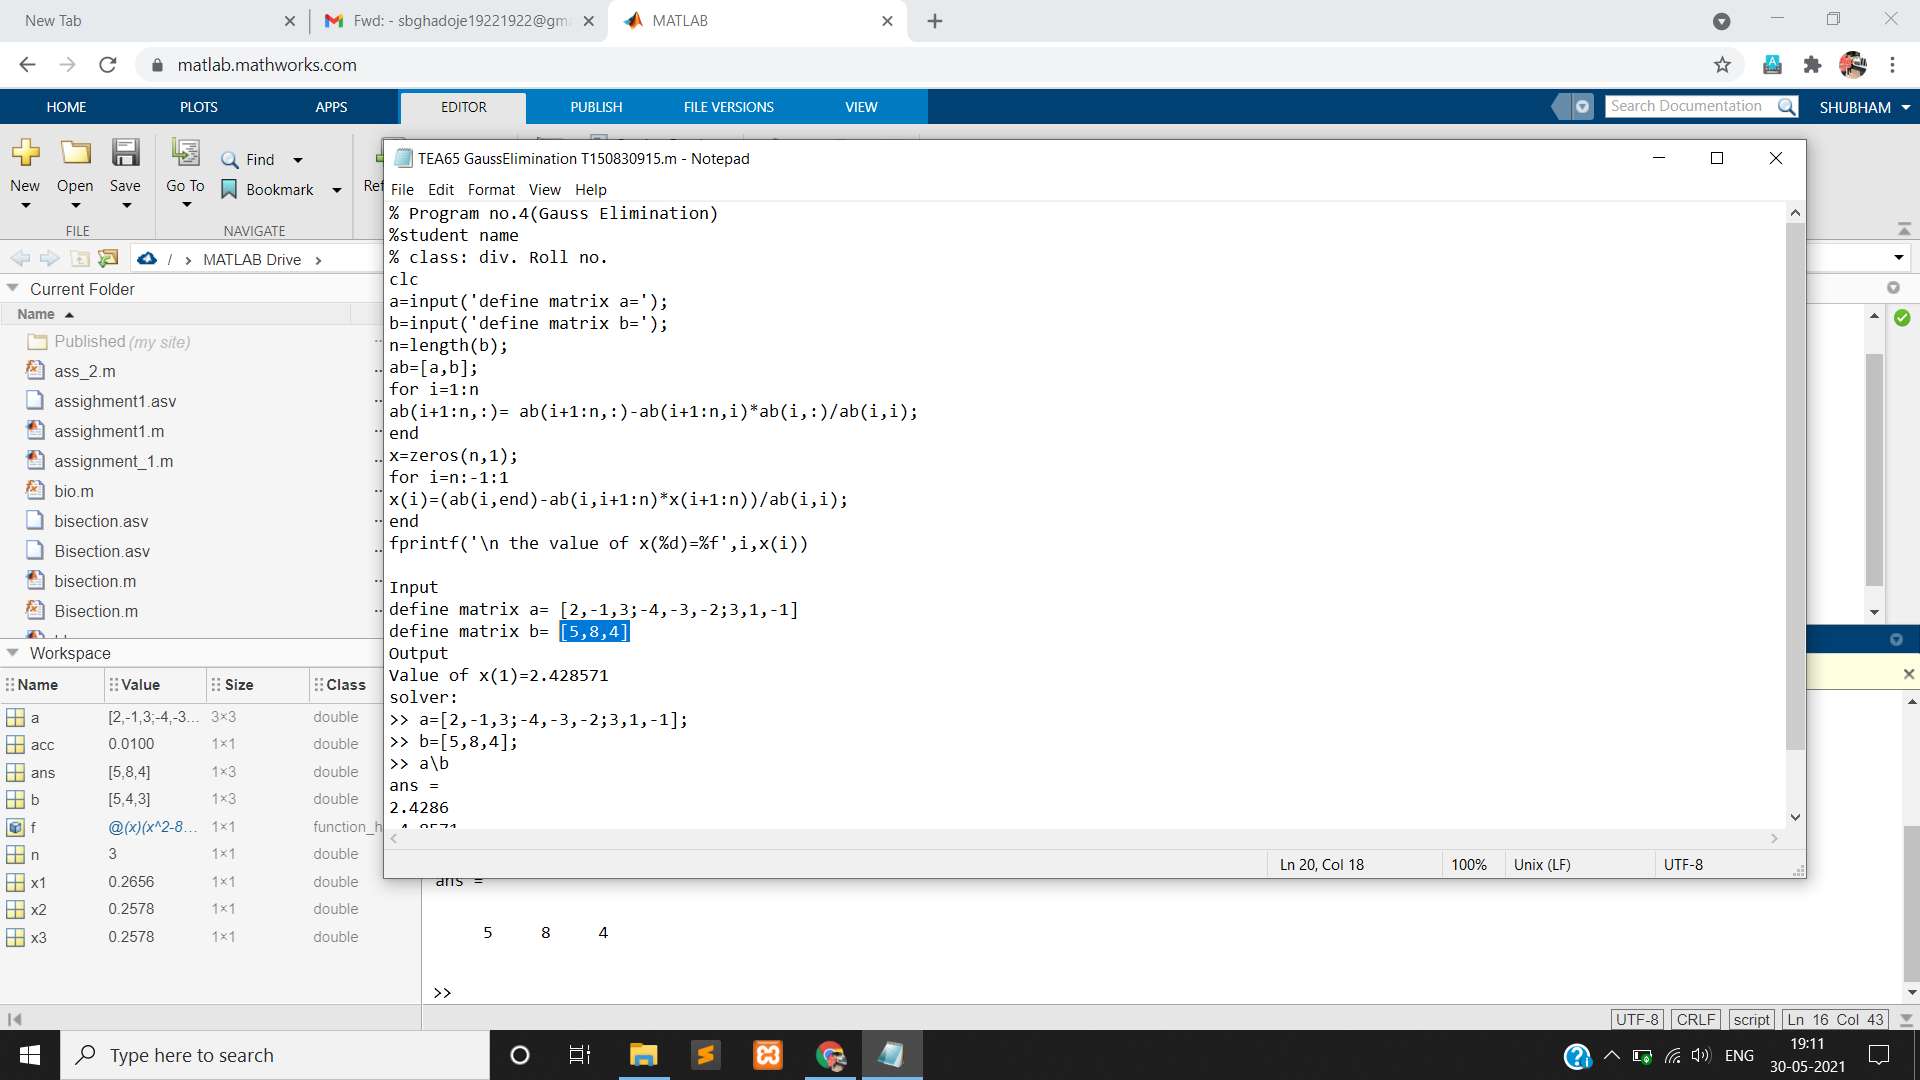 New Tab
Fwd: - sbghadoje19221922@gm
MATLAB
matlab.mathworks.com
HOME PLOTS APPS EDITOR PUBLISH FILE VERSIONS VIEW
Search Documentation
SHUBHAM
New Open Save
Go To
Find
Bookmark
Ref
FILE NAVIGATE
/ > MATLAB Drive >
Current Folder
Name
Published (my site)
ass_2.m
assighment1.asv
assighment1.m
assignment_1.m
bio.m
bisection.asv
Bisection.asv
bisection.m
Bisection.m
Workspace
Name Value Size Class
a [2,-1,3;-4,-3... 3×3 double
acc 0.0100 1×1 double
ans [5,8,4] 1×3 double
b [5,4,3] 1×3 double
f @(x)(x^2-8... 1×1 function_h
n 3 1×1 double
x1 0.2656 1×1 double
x2 0.2578 1×1 double
x3 0.2578 1×1 double
TEA65 GaussElimination T150830915.m - Notepad
File Edit Format View Help
% Program no.4(Gauss Elimination)
%student name
% class: div. Roll no.
clc
a=input('define matrix a=');
b=input('define matrix b=');
n=length(b);
ab=[a,b];
for i=1:n
ab(i+1:n,:)= ab(i+1:n,:)-ab(i+1:n,i)*ab(i,:)/ab(i,i);
end
x=zeros(n,1);
for i=n:-1:1
x(i)=(ab(i,end)-ab(i,i+1:n)*x(i+1:n))/ab(i,i);
end
fprintf('\n the value of x(%d)=%f',i,x(i))
Input
define matrix a= [2,-1,3;-4,-3,-2;3,1,-1]
define matrix b= [5,8,4]
Output
Value of x(1)=2.428571
solver:
>> a=[2,-1,3;-4,-3,-2;3,1,-1];
>> b=[5,8,4];
>> a\b
ans =
2.4286
Ln 20, Col 18 100% Unix (LF) UTF-8
ans =
5 8 4
>>
UTF-8 CRLF script Ln 16 Col 43
Type here to search
ENG
19:11
30-05-2021